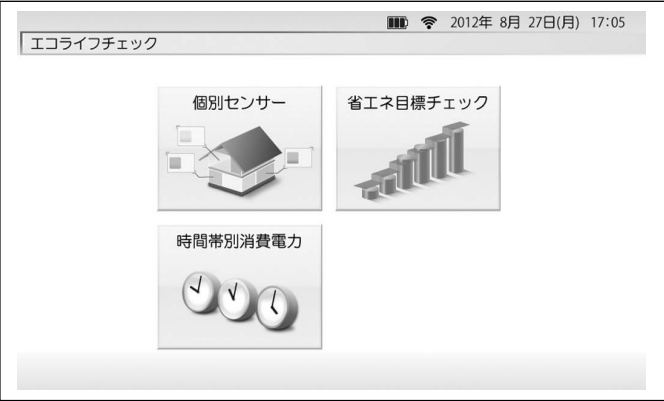 2012年 8月 27日(月) 17:05
エコライフチェック
個別センサー
省エネ目標チェック
時間帯別消費電力